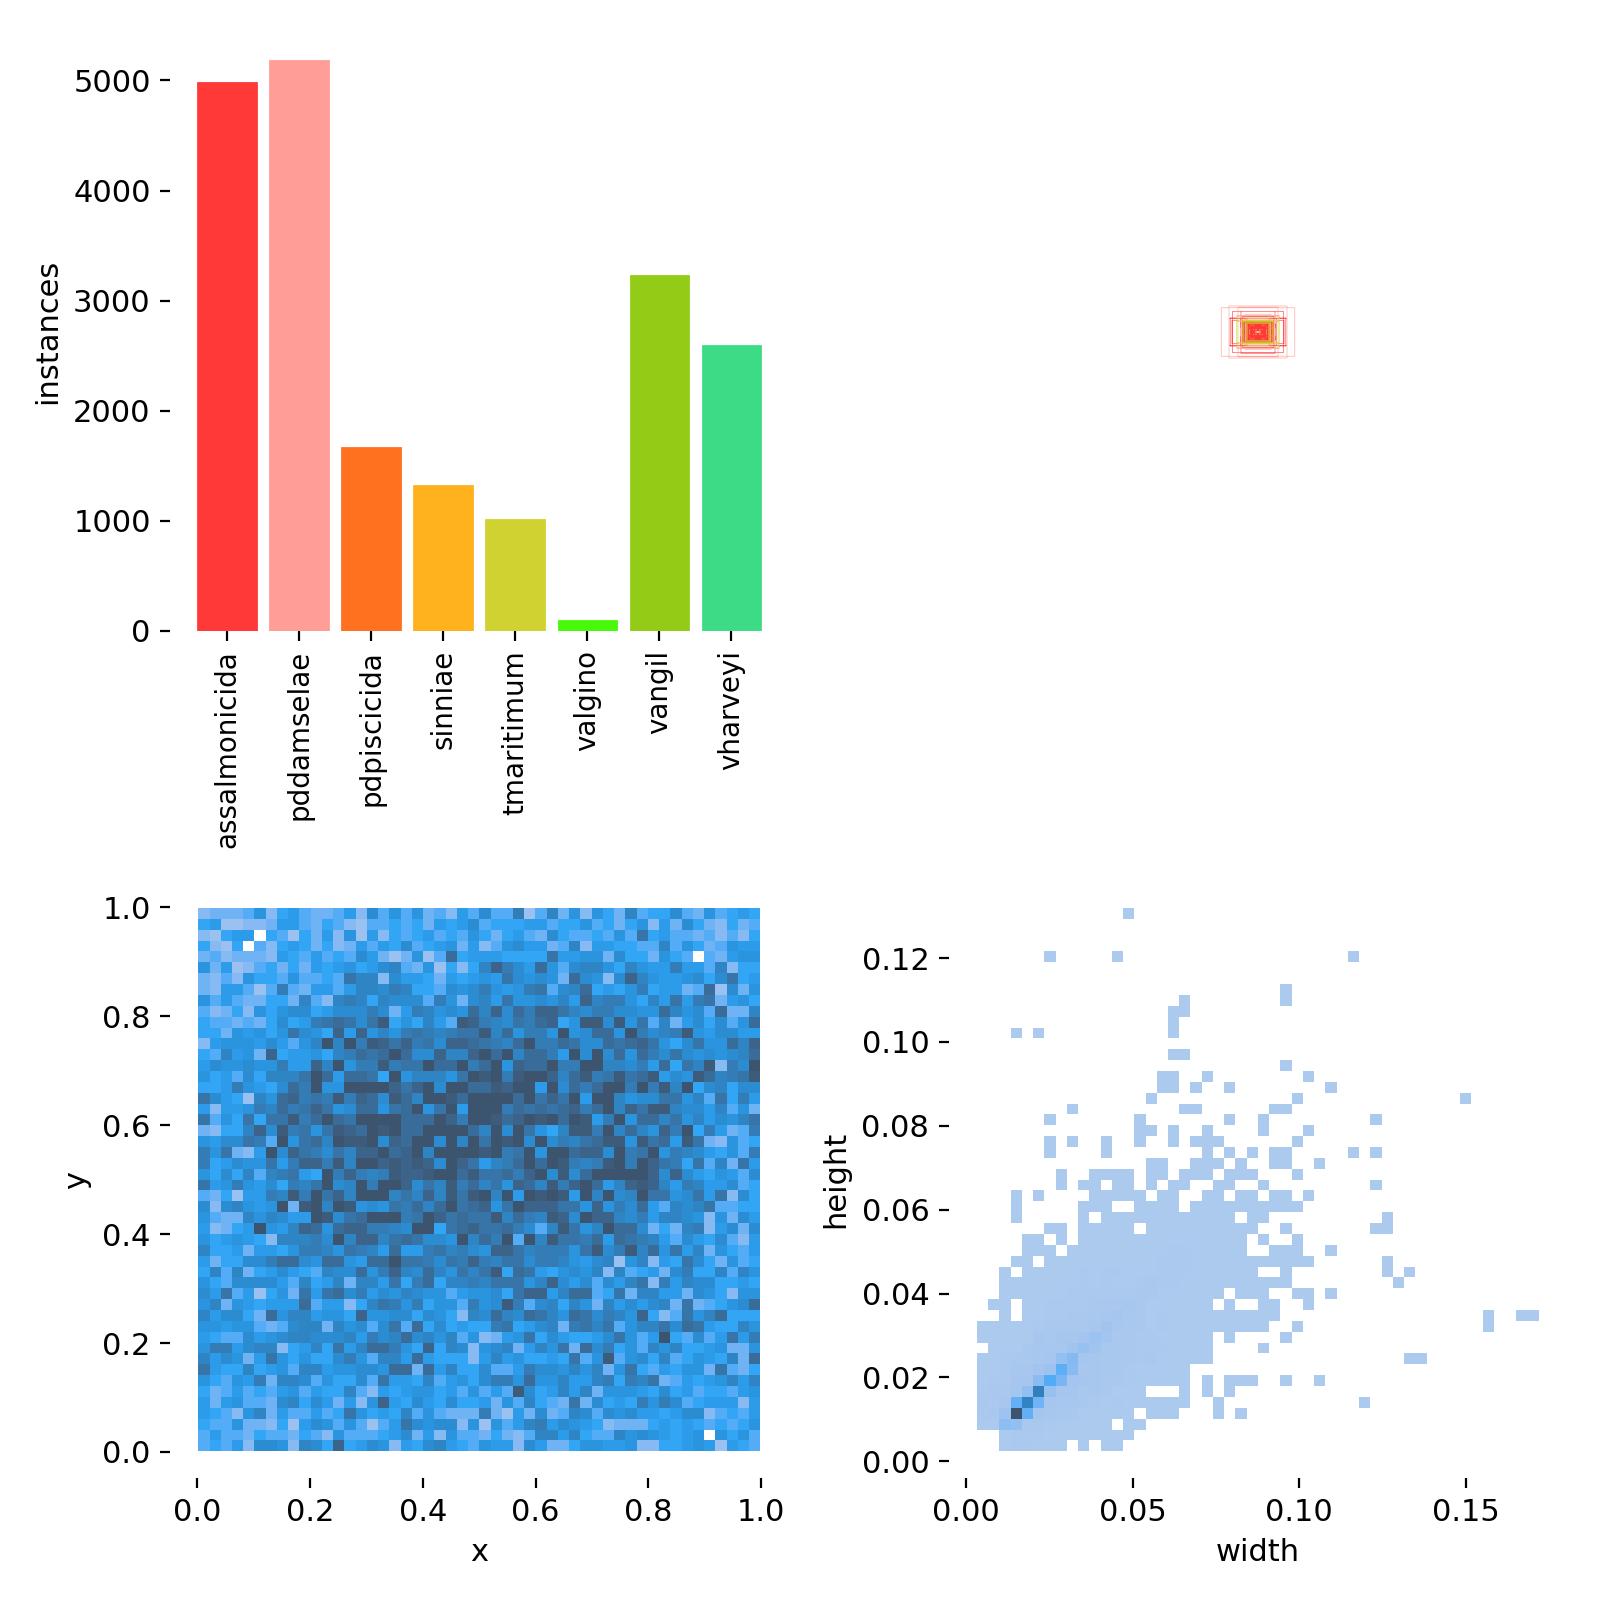 5000
4000
3000
2000
1000
0
instances
assalmonicida
pddamselae
pdpiscicida
sinniae
tmaritimum
valgino
vangil
vharveyi
1.0
0.8
0.6
0.4
0.2
0.0
y
0.0 0.2 0.4 0.6 0.8 1.0
x
0.12
0.10
0.08
0.06
0.04
0.02
0.00
height
0.00 0.05 0.10 0.15
width